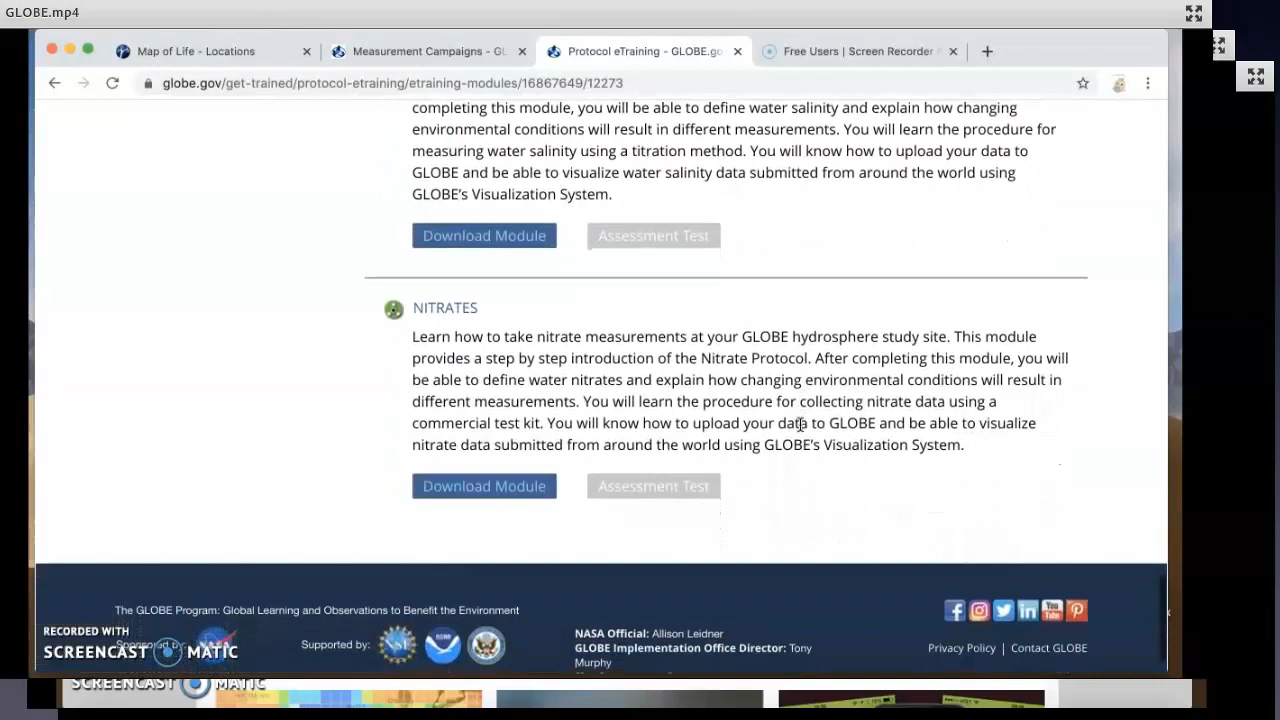 GLOBE.mp4
Map of Life - Locations
Measurement Campaigns - GL
Protocol eTraining - GLOBE.go
Free Users | Screen Recorder
globe.gov/get-trained/protocol-etraining/etraining-modules/16867649/12273
completing this module, you will be able to define water salinity and explain how changing
environmental conditions will result in different measurements. You will learn the procedure for
measuring water salinity using a titration method. You will know how to upload your data to
GLOBE and be able to visualize water salinity data submitted from around the world using
GLOBE's Visualization System.
Download Module
Assessment Test
NITRATES
Learn how to take nitrate measurements at your GLOBE hydrosphere study site. This module
provides a step by step introduction of the Nitrate Protocol. After completing this module, you will
be able to define water nitrates and explain how changing environmental conditions will result in
different measurements. You will learn the procedure for collecting nitrate data using a
commercial test kit. You will know how to upload your data to GLOBE and be able to visualize
nitrate data submitted from around the world using GLOBE's Visualization System.
Download Module
Assessment Test
The GLOBE Program: Global Learning and Observations to Benefit the Environment
Sponsored by:
Supported by:
NASA Official: Allison Leidner
GLOBE Implementation Office Director: Tony
Murphy
Privacy Policy | Contact GLOBE
RECORDED WITH
SCREENCAST MATIC
SCREENCAST MATIC